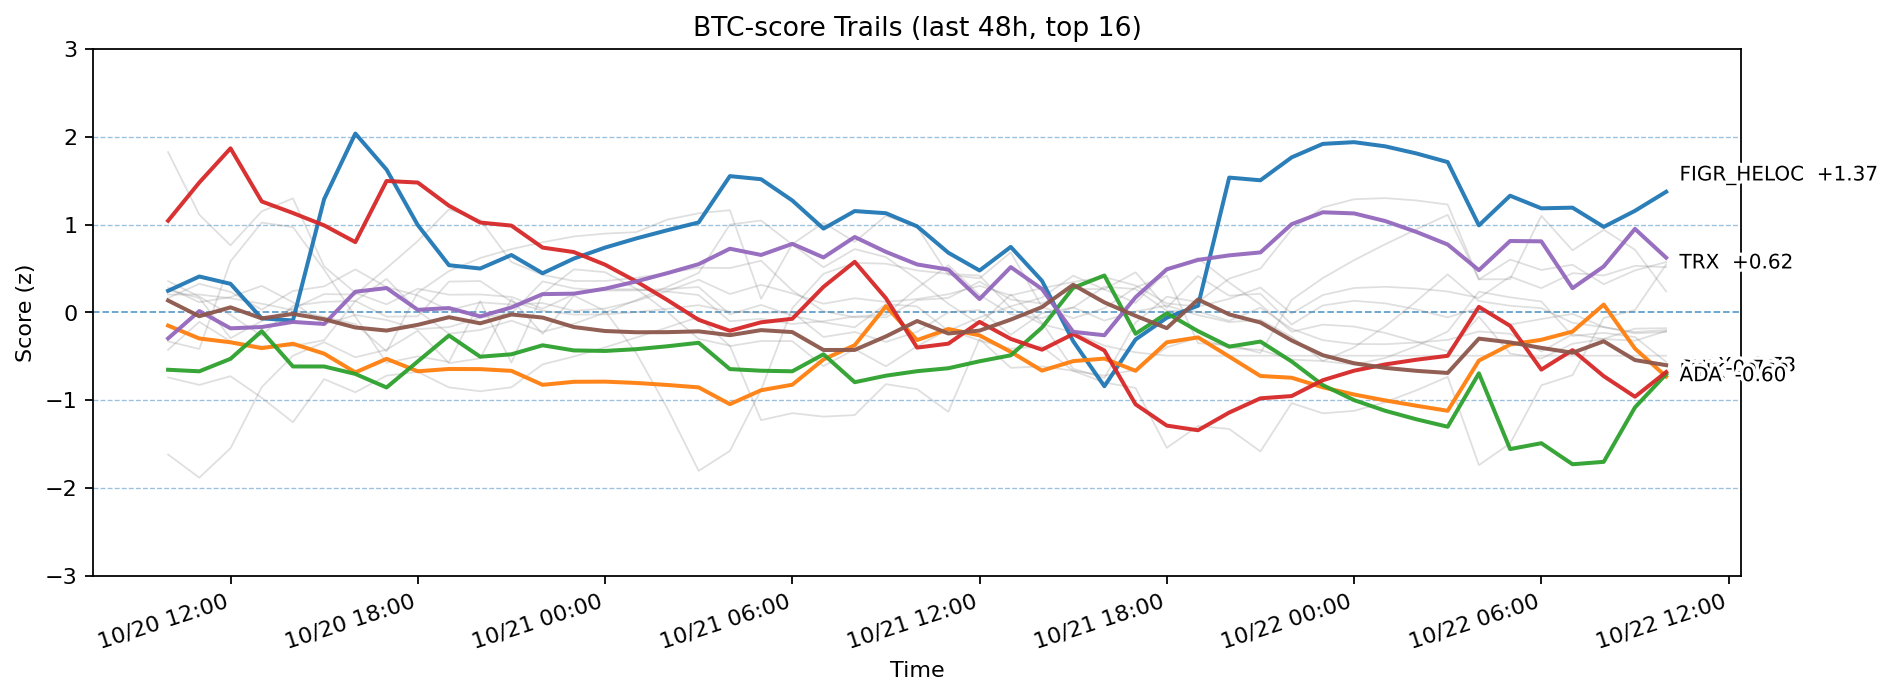 BTC-score Trails (last 48h, top 16)
Score (z)
3
2
1
0
−1
−2
−3
FIGR_HELOC +1.37
TRX +0.62
ADA -0.60
10/20 12:00
10/20 18:00
10/21 00:00
10/21 06:00
10/21 12:00
10/21 18:00
10/22 00:00
10/22 06:00
10/22 12:00
Time